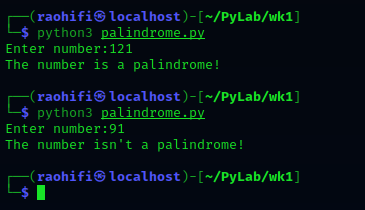 ┌──(raohifi㉿localhost)-[~/PyLab/wk1]
└─$ python3 palindrome.py
Enter number:121
The number is a palindrome!
┌──(raohifi㉿localhost)-[~/PyLab/wk1]
└─$ python3 palindrome.py
Enter number:91
The number isn't a palindrome!
┌──(raohifi㉿localhost)-[~/PyLab/wk1]
└─$